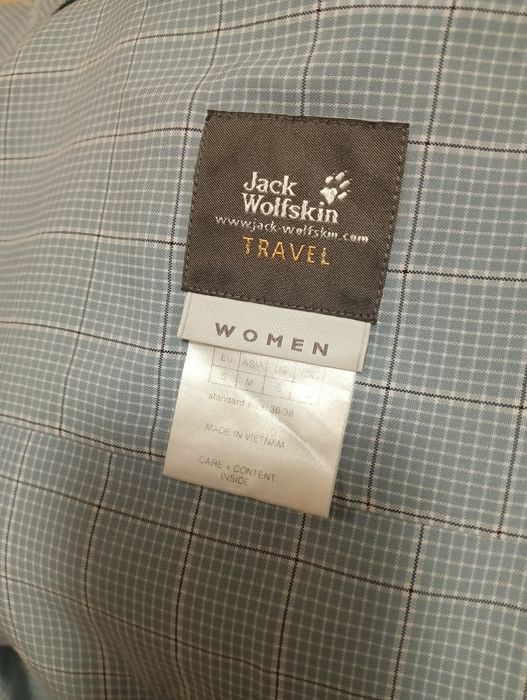 Jack
Wolfskin
www.jack-wolfskin.com
TRAVEL
WOMEN
EU ASIA US
S M S
standard size: 36/38
MADE IN VIETNAM
CARE + CONTENT
INSIDE